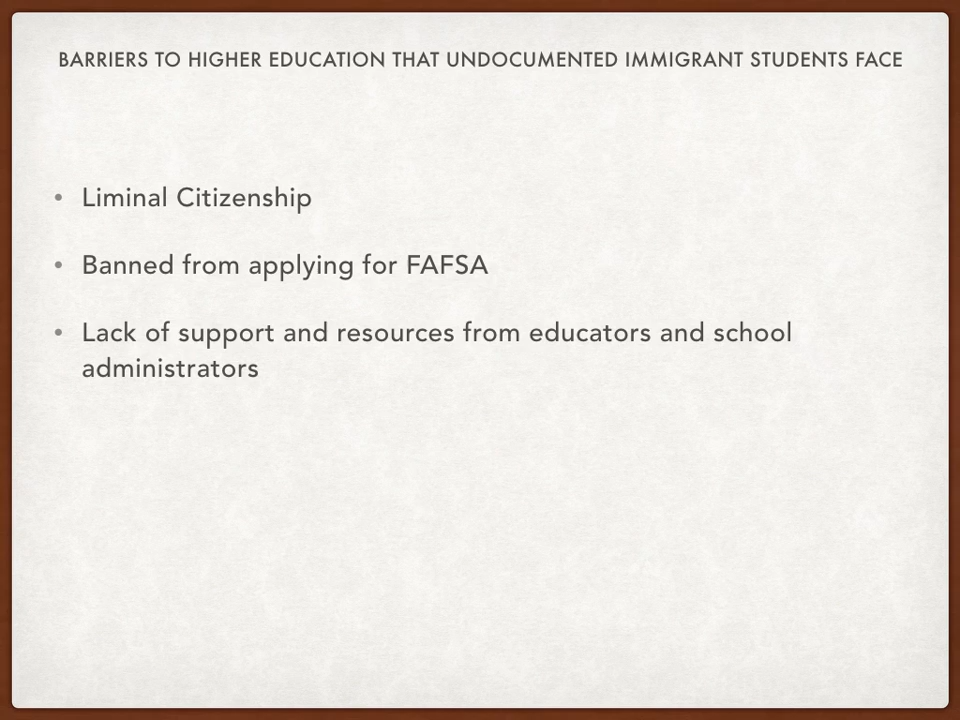 BARRIERS TO HIGHER EDUCATION THAT UNDOCUMENTED IMMIGRANT STUDENTS FACE
• Liminal Citizenship
• Banned from applying for FAFSA
• Lack of support and resources from educators and school
administrators